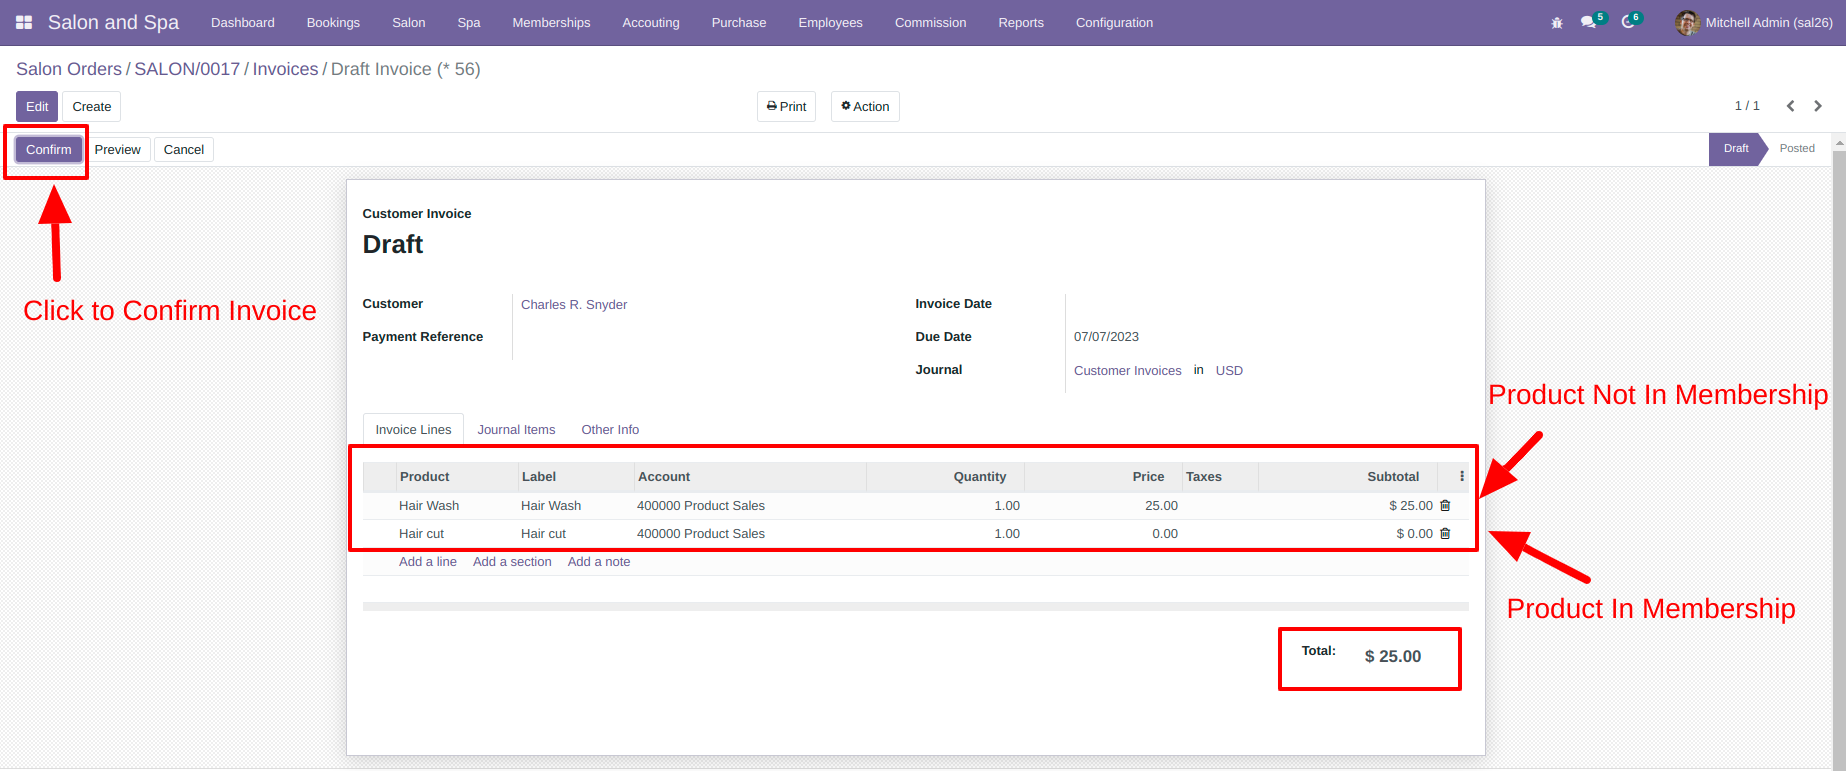 Salon and Spa Dashboard Bookings Salon Spa Memberships Accouting Purchase Employees Commission Reports Configuration 5 6 Mitchell Admin (sal26)
Salon Orders / SALON/0017 / Invoices / Draft Invoice (* 56)
Edit Create Print Action 1 / 1
Confirm Preview Cancel Draft Posted
Click to Confirm Invoice
Customer Invoice
Draft
Customer Charles R. Snyder Invoice Date
Payment Reference Due Date 07/07/2023
Journal Customer Invoices in USD
Product Not In Membership
Invoice Lines Journal Items Other Info
Product Label Account Quantity Price Taxes Subtotal
Hair Wash Hair Wash 400000 Product Sales 1.00 25.00 $ 25.00
Hair cut Hair cut 400000 Product Sales 1.00 0.00 $ 0.00
Add a line Add a section Add a note
Product In Membership
Total: $ 25.00